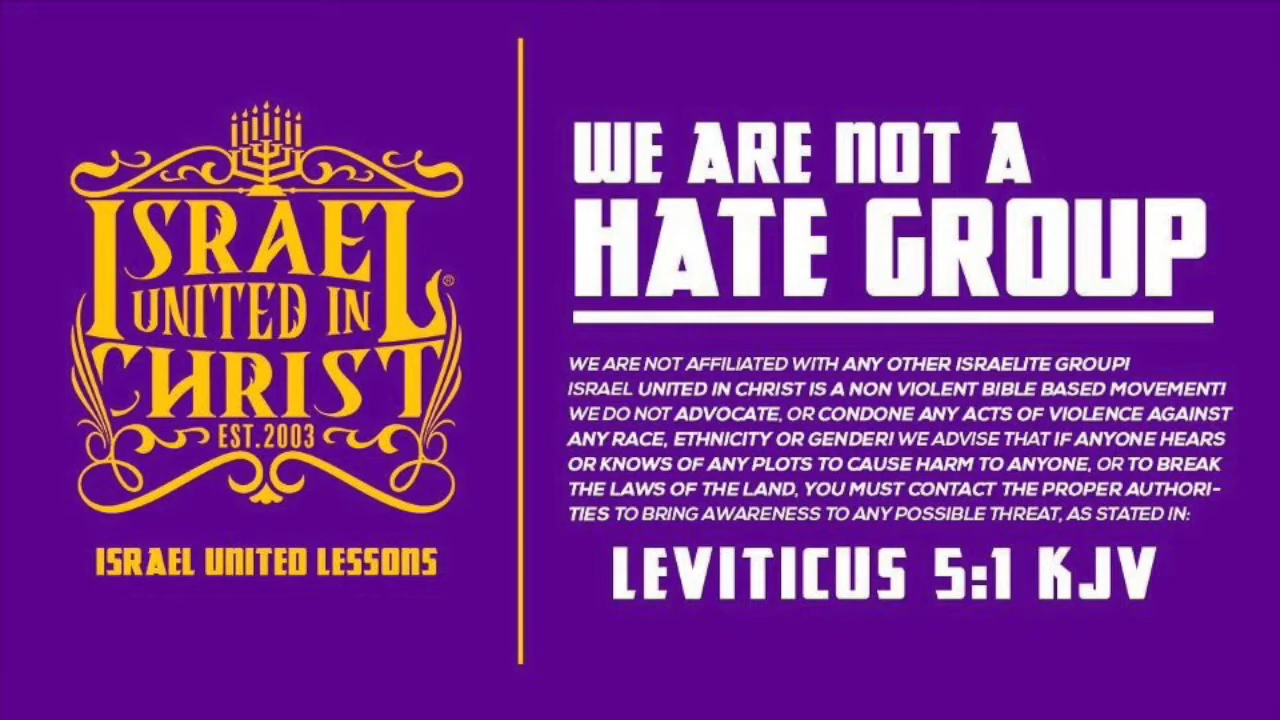 ISRAEL
UNITED IN
CHRIST®
EST. 2003
ISRAEL UNITED LESSONS
WE ARE NOT A
HATE GROUP
WE ARE NOT AFFILIATED WITH ANY OTHER ISRAELITE GROUP!
ISRAEL UNITED IN CHRIST IS A NON VIOLENT BIBLE BASED MOVEMENT!
WE DO NOT ADVOCATE, OR CONDONE ANY ACTS OF VIOLENCE AGAINST
ANY RACE, ETHNICITY OR GENDER! WE ADVISE THAT IF ANYONE HEARS
OR KNOWS OF ANY PLOTS TO CAUSE HARM TO ANYONE, OR TO BREAK
THE LAWS OF THE LAND, YOU MUST CONTACT THE PROPER AUTHORI-
TIES TO BRING AWARENESS TO ANY POSSIBLE THREAT, AS STATED IN:
LEVITICUS 5:1 KJV